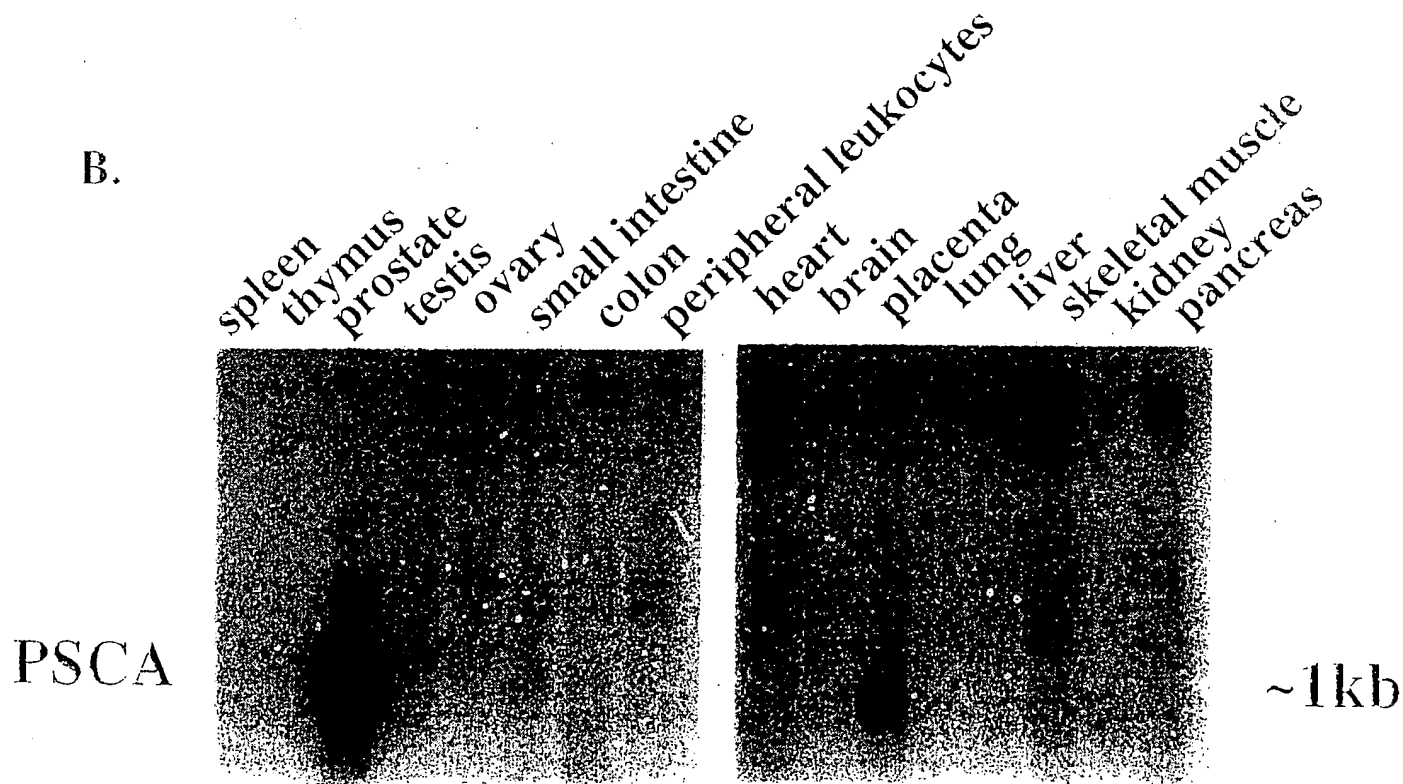 B.
spleen
thymus
prostate
testis
ovary
small intestine
colon
peripheral leukocytes
heart
brain
placenta
lung
liver
skeletal muscle
kidney
pancreas
PSCA
~1kb